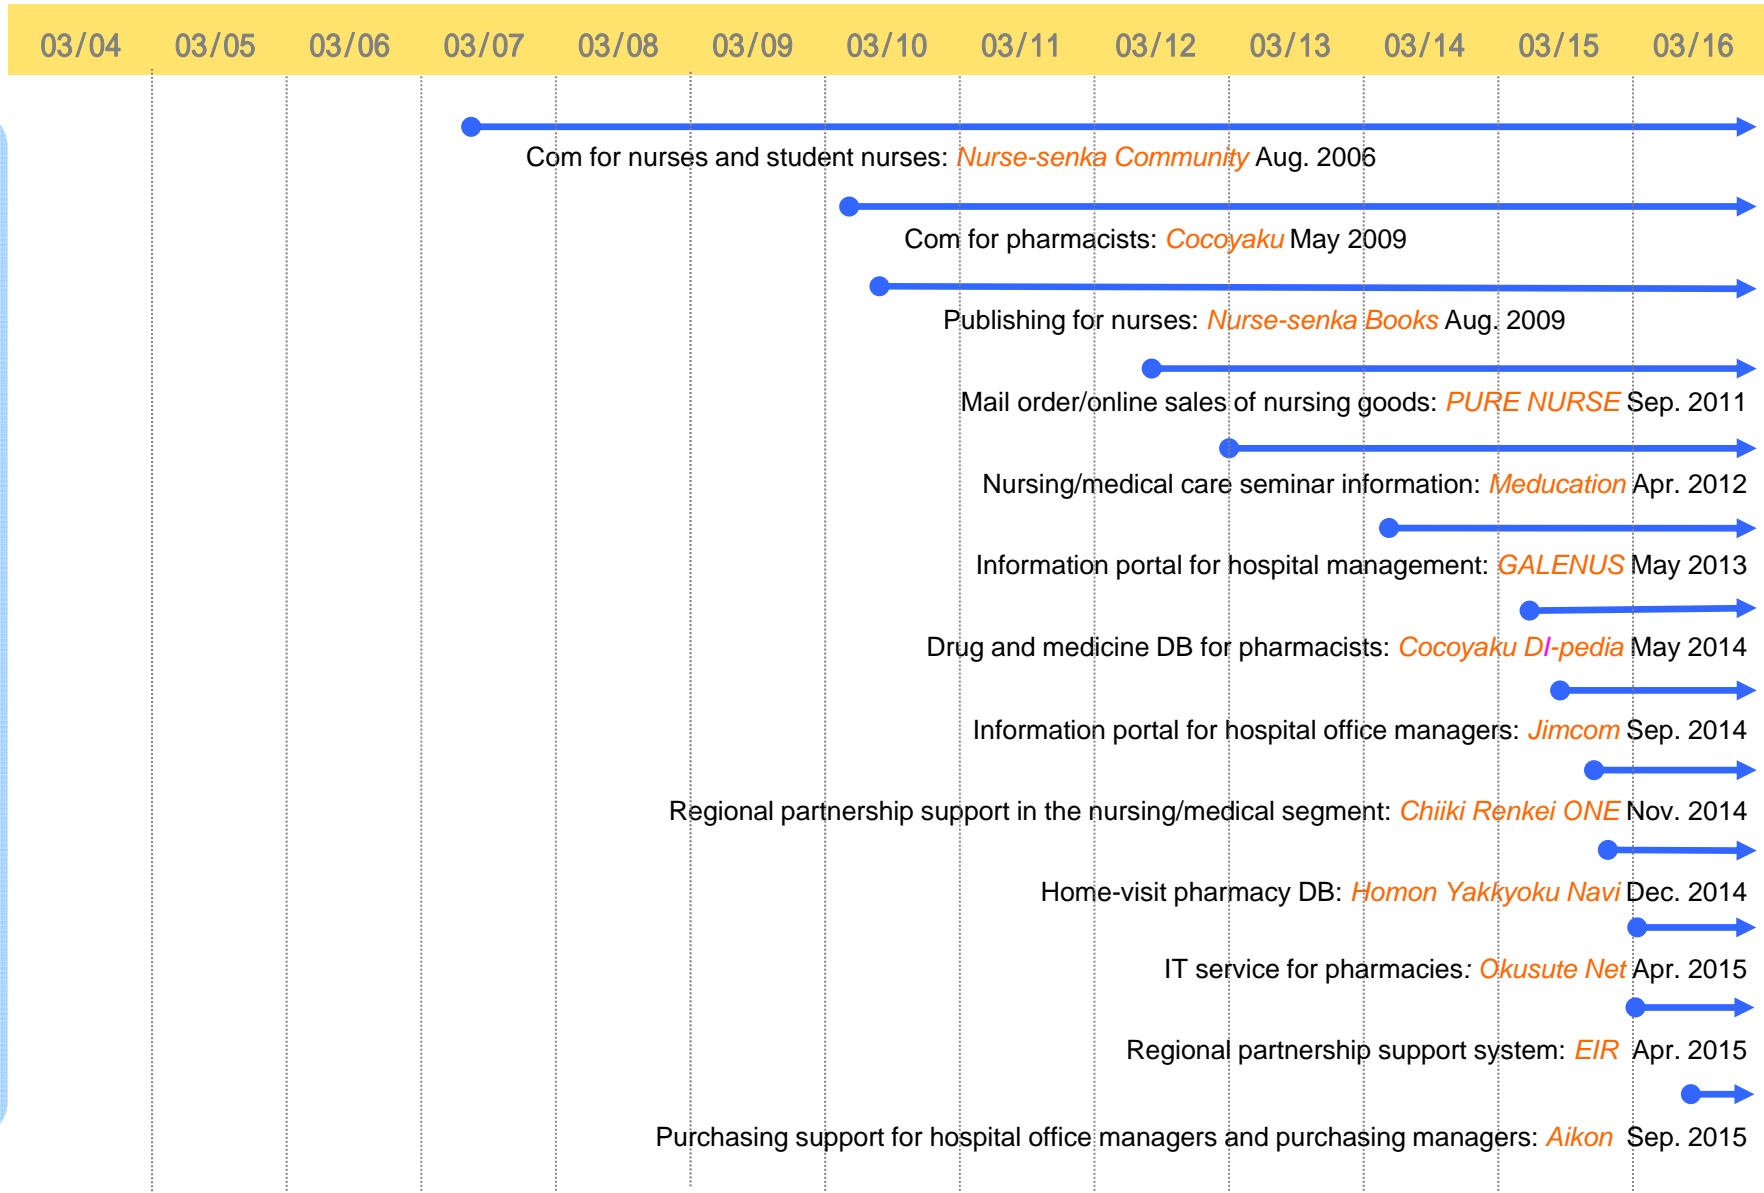 03/04 03/05 03/06 03/07 03/08 03/09 03/10 03/11 03/12 03/13 03/14 03/15 03/16
Com for nurses and student nurses: Nurse-senka Community Aug. 2006
Com for pharmacists: Cocoyaku May 2009
Publishing for nurses: Nurse-senka Books Aug. 2009
Mail order/online sales of nursing goods: PURE NURSE Sep. 2011
Nursing/medical care seminar information: Meducation Apr. 2012
Information portal for hospital management: GALENUS May 2013
Drug and medicine DB for pharmacists: Cocoyaku DI-pedia May 2014
Information portal for hospital office managers: Jimcom Sep. 2014
Regional partnership support in the nursing/medical segment: Chiiki Renkei ONE Nov. 2014
Home-visit pharmacy DB: Homon Yakkyoku Navi Dec. 2014
IT service for pharmacies: Okusute Net Apr. 2015
Regional partnership support system: EIR Apr. 2015
Purchasing support for hospital office managers and purchasing managers: Aikon Sep. 2015